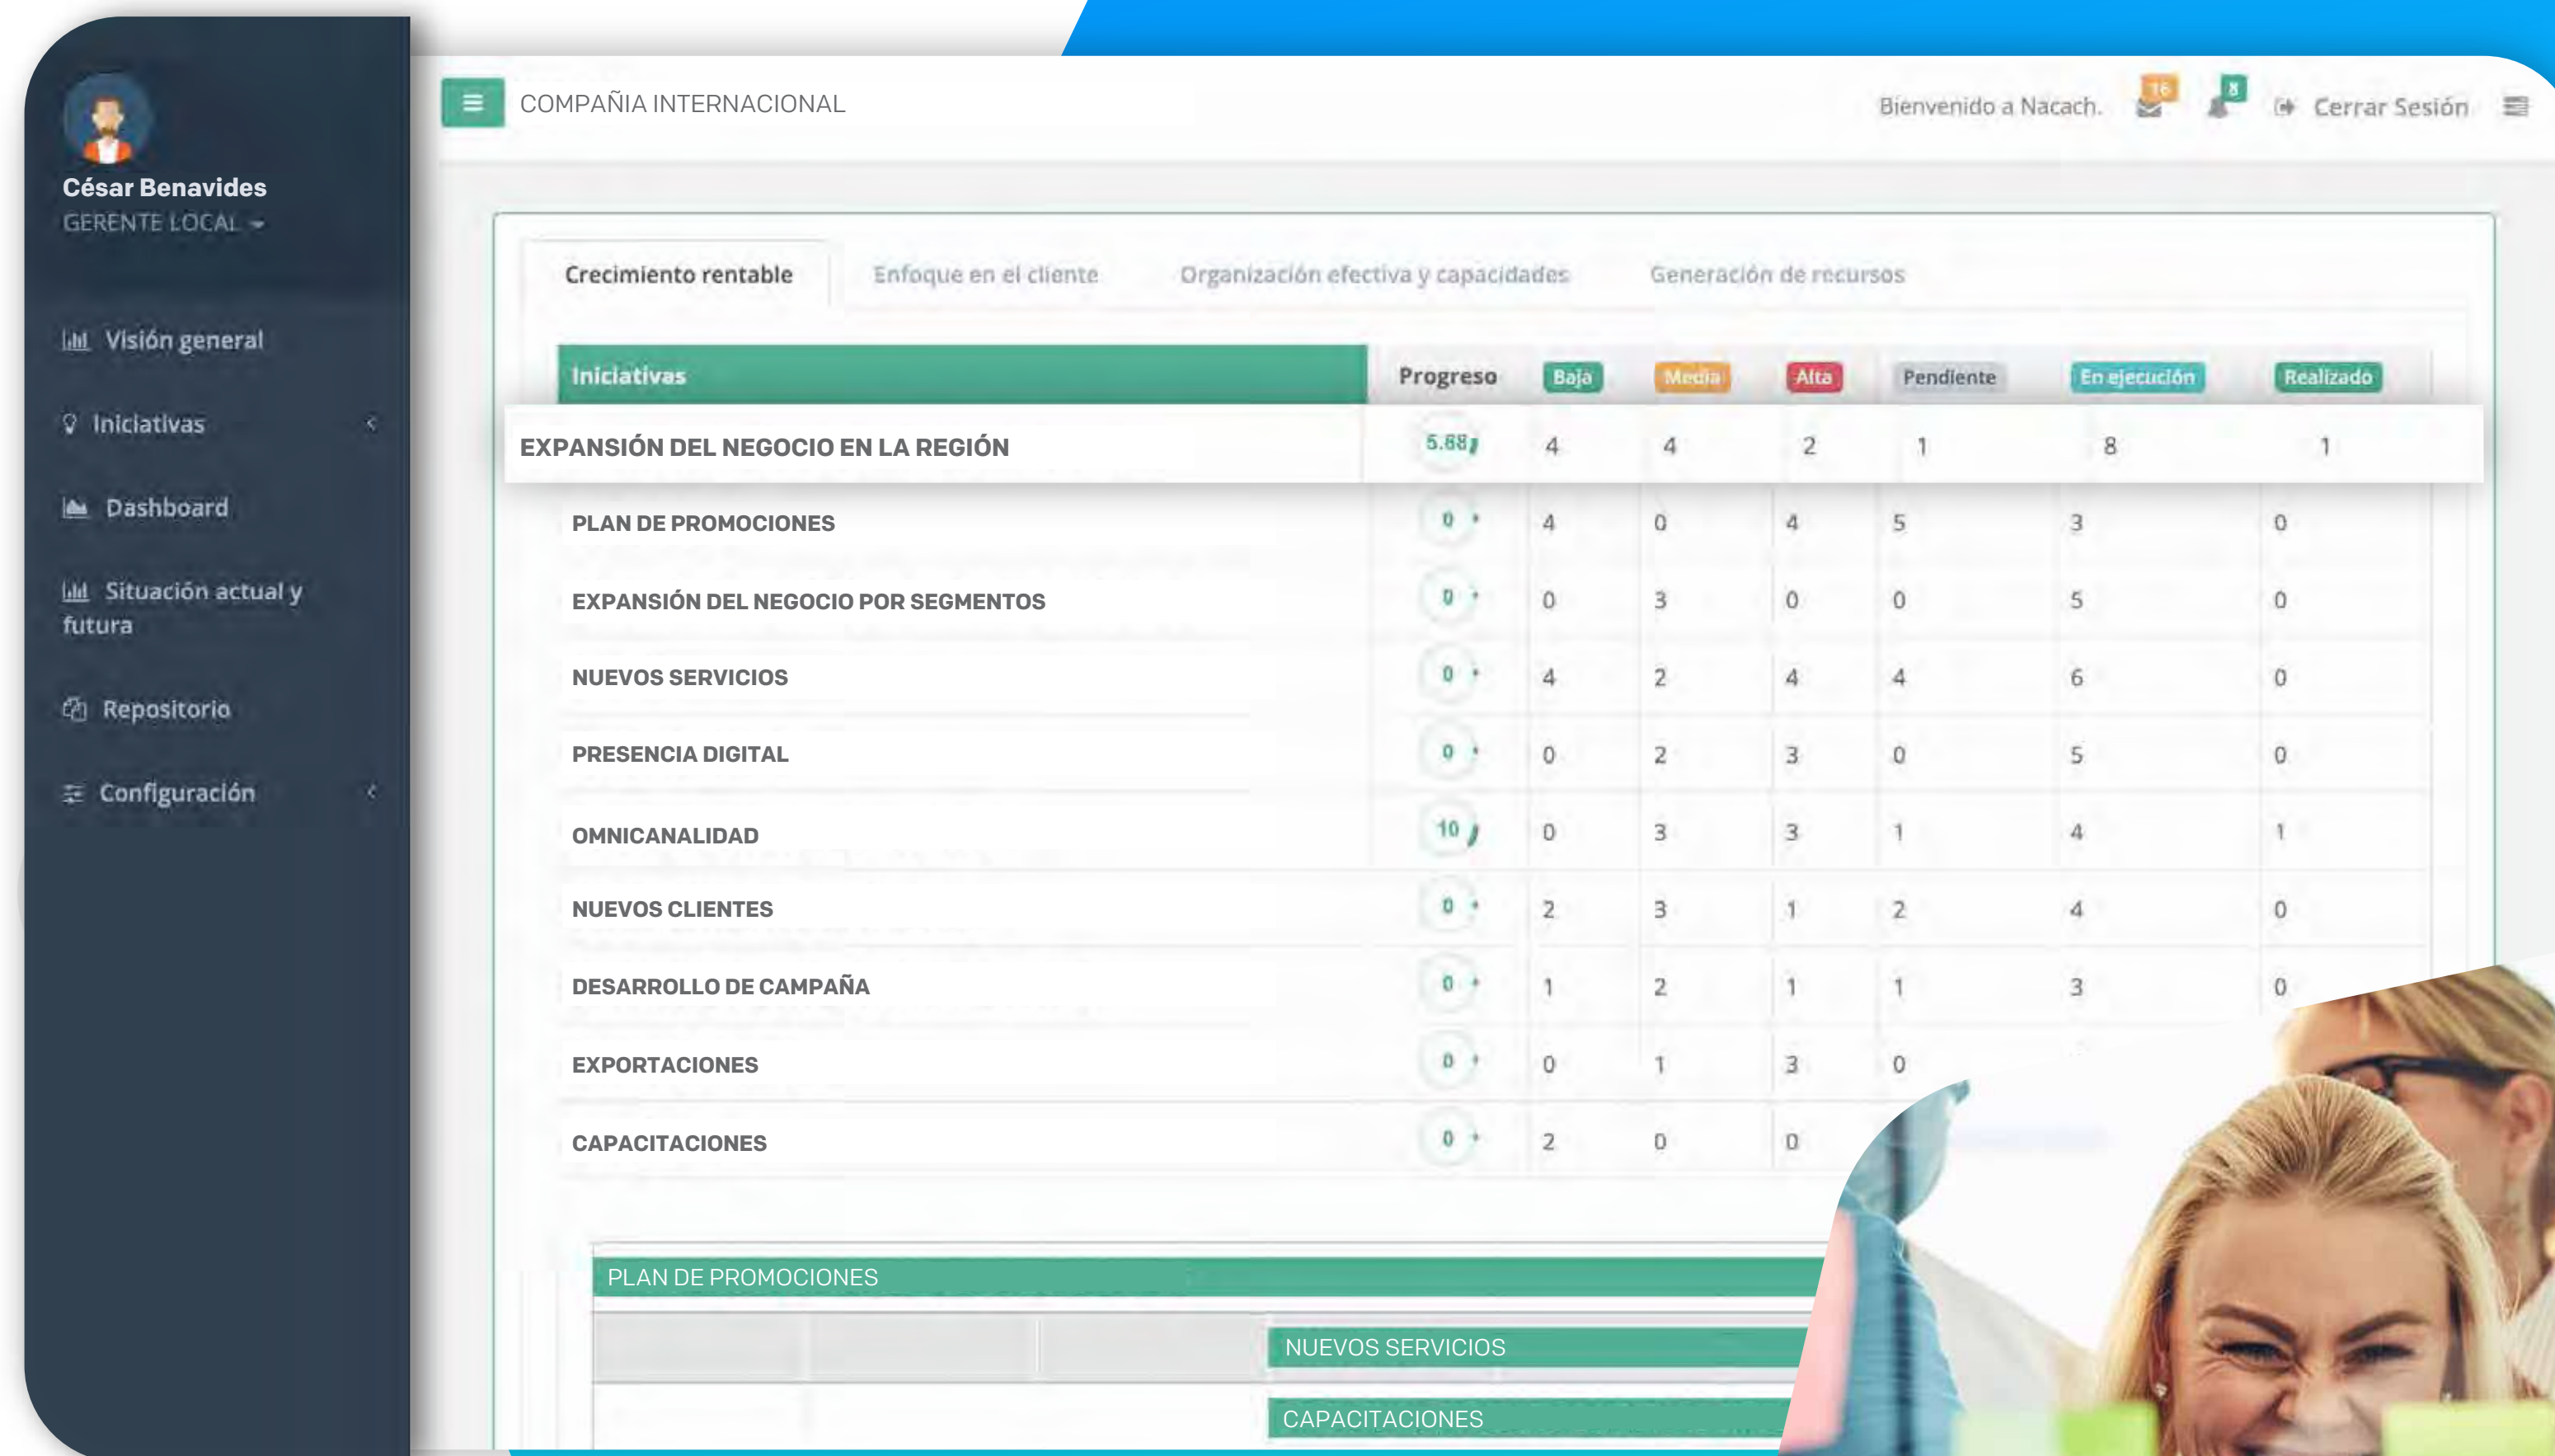 César Benavides
GERENTE LOCAL
Visión general
Iniciativas
Dashboard
Situación actual y
futura
Repositorio
Configuración
COMPAÑIA INTERNACIONAL
Bienvenido a Nacach. 16 8 Cerrar Sesión
Crecimiento rentable Enfoque en el cliente Organización efectiva y capacidades Generación de recursos
Iniciativas Progreso Baja Media Alta Pendiente En ejecución Realizado
EXPANSIÓN DEL NEGOCIO EN LA REGIÓN 5.88 4 4 2 1 8 1
PLAN DE PROMOCIONES 0 4 0 4 5 3 0
EXPANSIÓN DEL NEGOCIO POR SEGMENTOS 0 0 3 0 0 5 0
NUEVOS SERVICIOS 0 4 2 4 4 6 0
PRESENCIA DIGITAL 0 0 2 3 0 5 0
OMNICANALIDAD 10 0 3 3 1 4 1
NUEVOS CLIENTES 0 2 3 1 2 4 0
DESARROLLO DE CAMPAÑA 0 1 2 1 1 3 0
EXPORTACIONES 0 0 1 3 0
CAPACITACIONES 0 2 0 0
PLAN DE PROMOCIONES
NUEVOS SERVICIOS
CAPACITACIONES